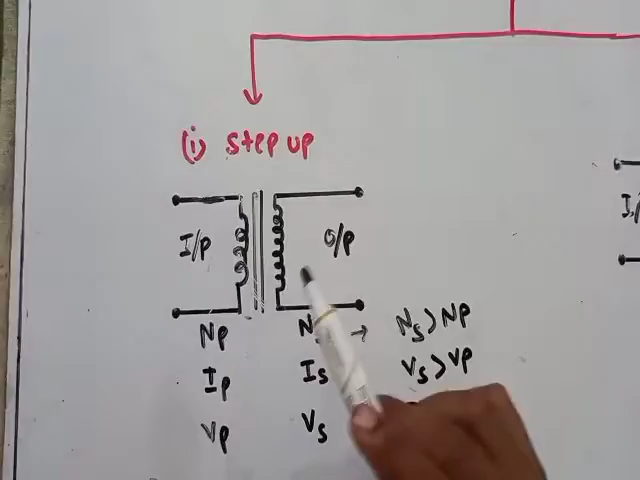 (i) Step up
I/p
O/p
Np
Ns > Np
Ip
Is
Vs > Vp
Vp
Vs